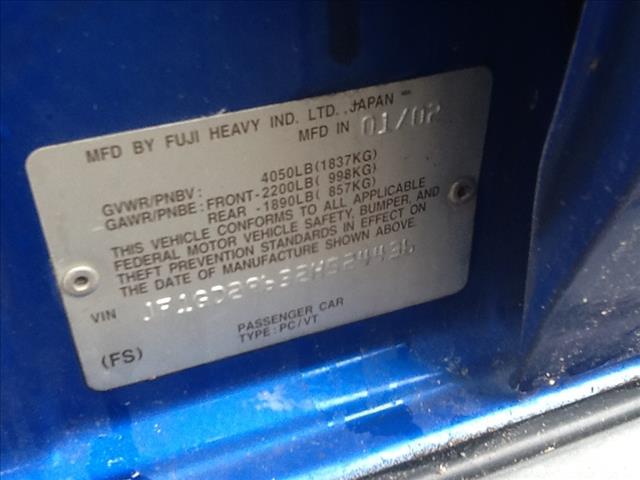 MFD BY FUJI HEAVY IND. LTD., JAPAN
MFD IN 01/02
GVWR/PNBV: 4050LB(1837KG)
GAWR/PNBE:FRONT-2200LB( 998KG)
REAR -1890LB( 857KG)
THIS VEHICLE CONFORMS TO ALL APPLICABLE
FEDERAL MOTOR VEHICLE SAFETY, BUMPER, AND
THEFT PREVENTION STANDARDS IN EFFECT ON
THE DATE OF MANUFACTURE SHOWN ABOVE.
VIN JF1GD29632H524436
PASSENGER CAR
(FS) TYPE:PC/VT